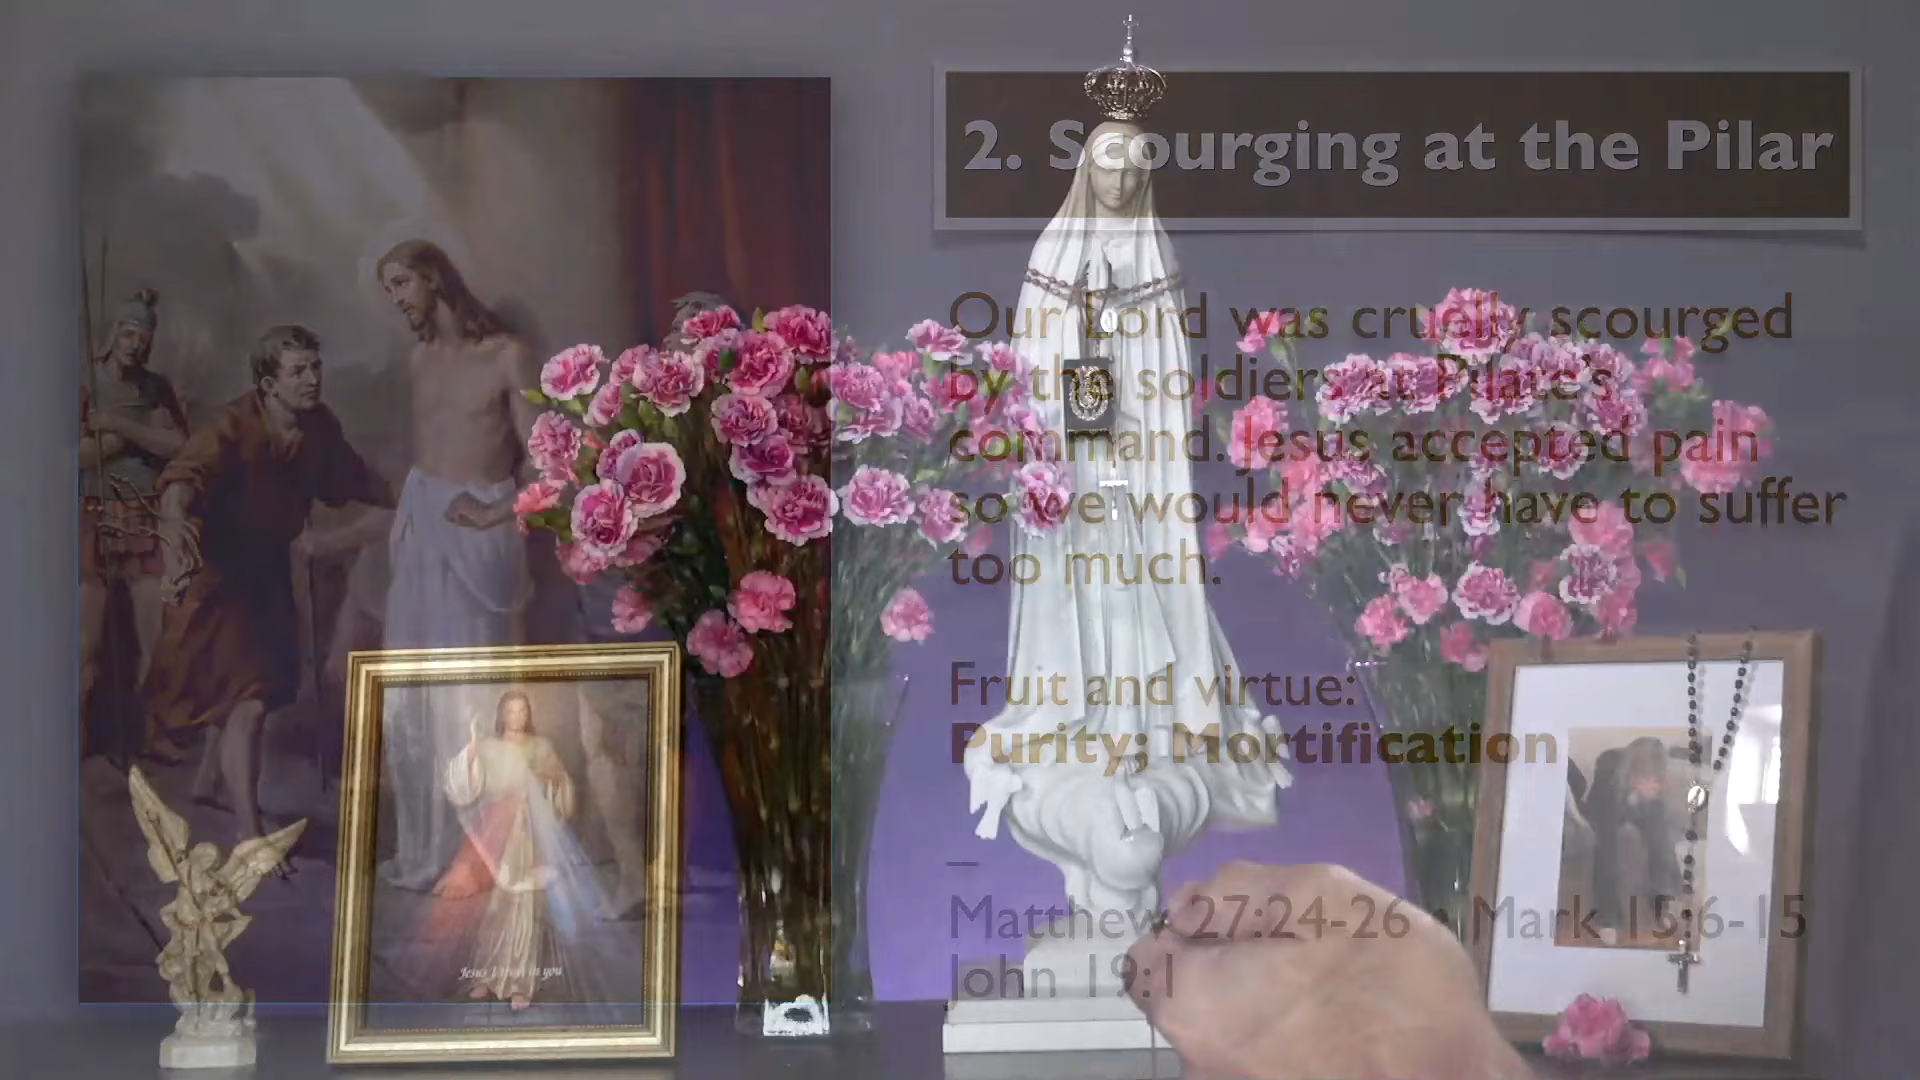 2. Scourging at the Pilar
Our Lord was cruelly scourged
by the soldiers at Pilate's
command. Jesus accepted pain
so we would never have to suffer
too much.
Fruit and virtue:
Purity; Mortification
–
Matthew 27:24-26 • Mark 15:6-15
John 19:1
Jesus I trust in you